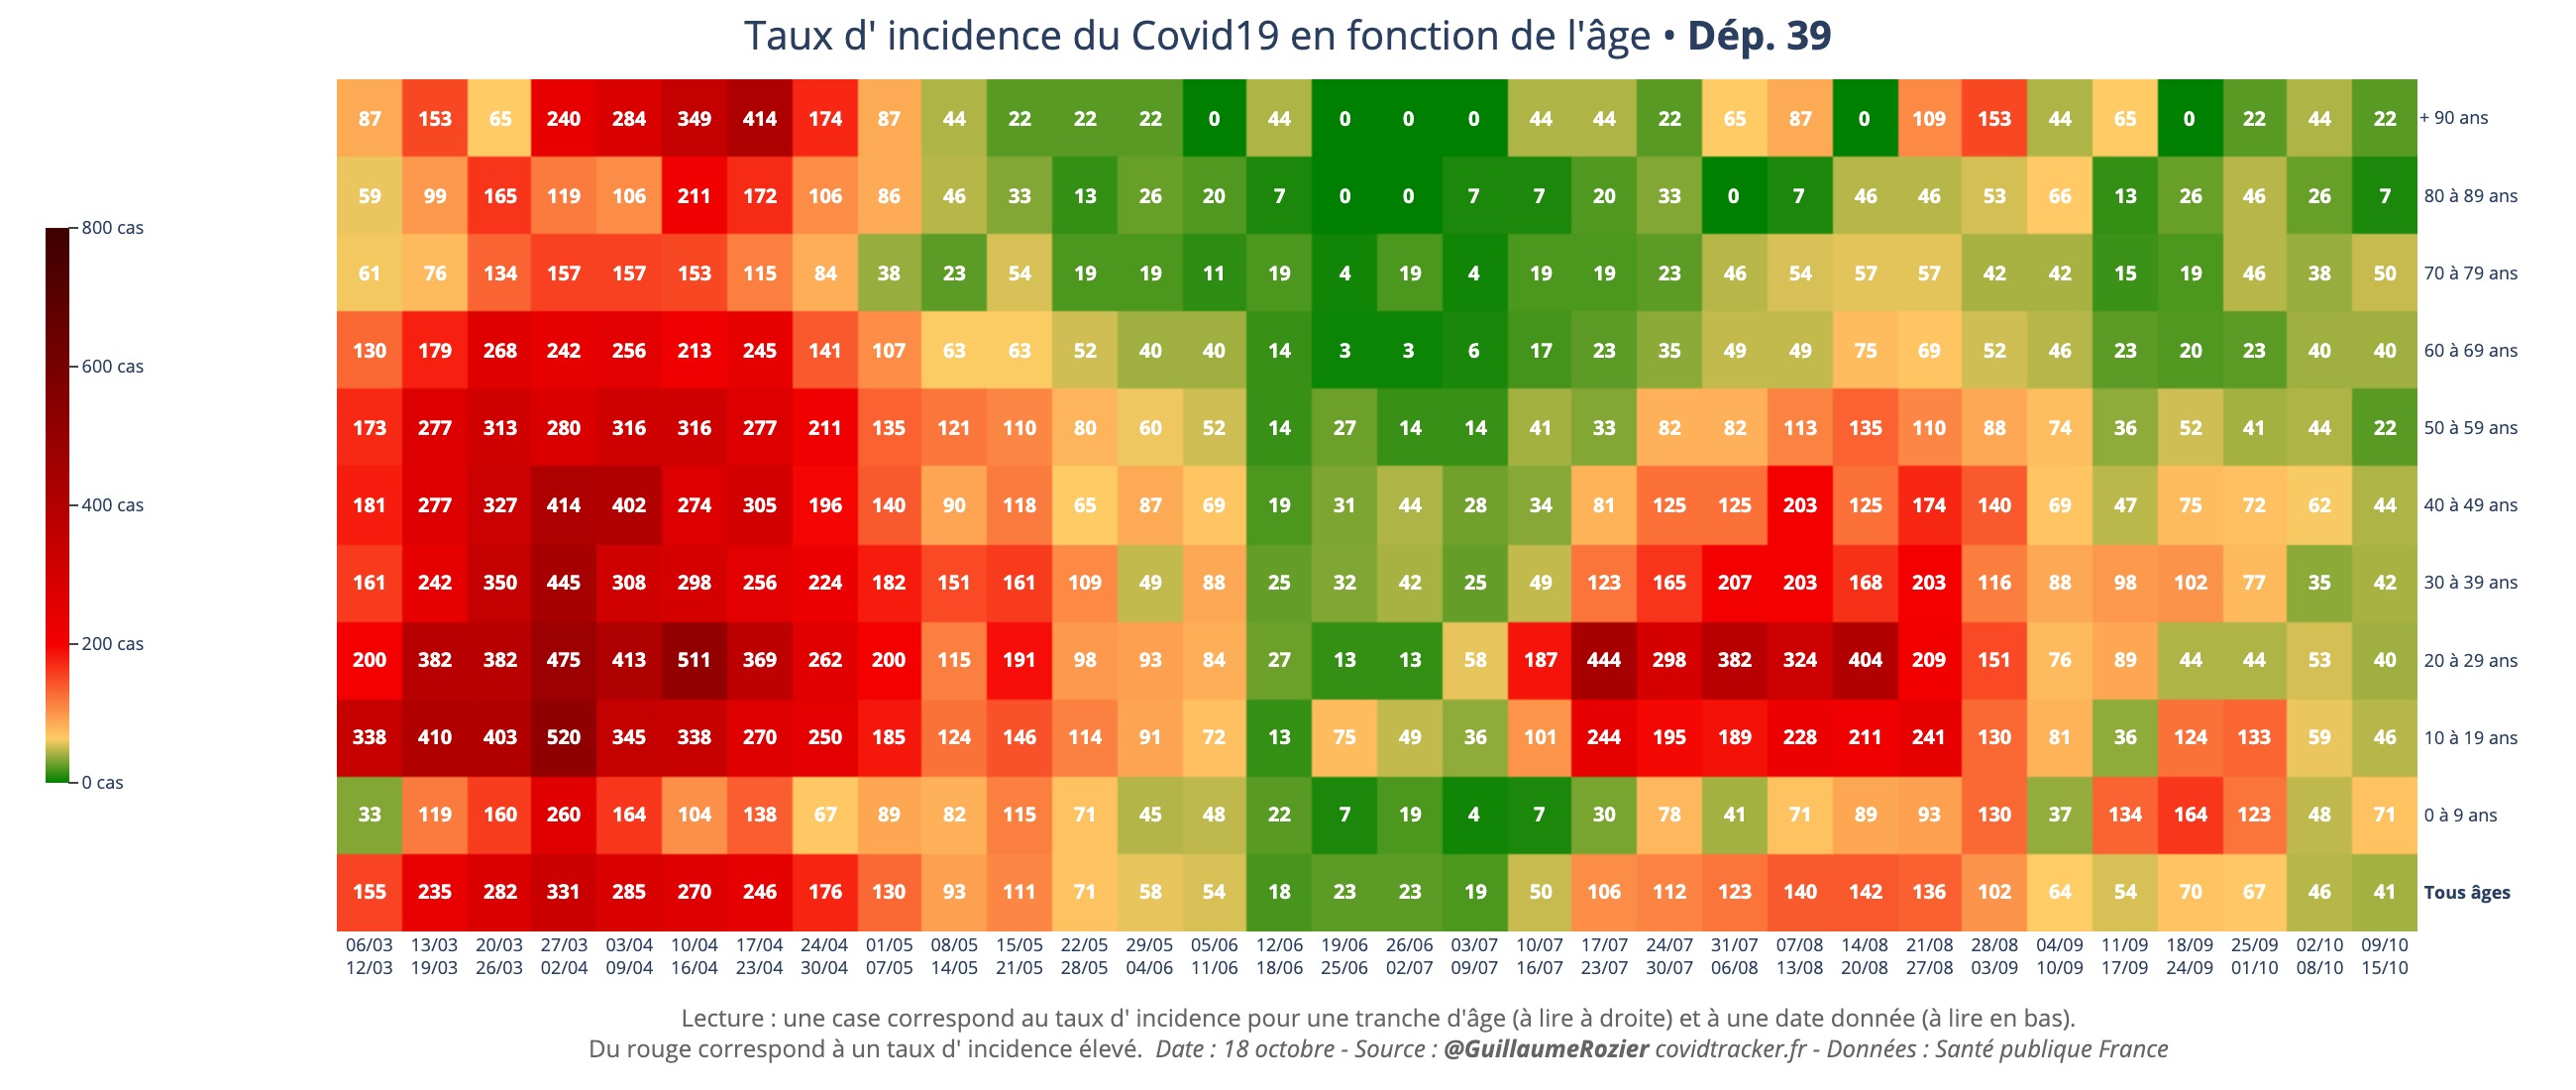 Taux d' incidence du Covid19 en fonction de l'âge • Dép. 39
87 153 65 240 284 349 414 174 87 44 22 22 22 0 44 0 0 0 44 44 22 65 87 0 109 153 44 65 0 22 44 22 + 90 ans
59 99 165 119 106 211 172 106 86 46 33 13 26 20 7 0 0 7 7 20 33 0 7 46 46 53 66 13 26 46 26 7 80 à 89 ans
800 cas
61 76 134 157 157 153 115 84 38 23 54 19 19 11 19 4 19 4 19 19 23 46 54 57 57 42 42 15 19 46 38 50 70 à 79 ans
130 179 268 242 256 213 245 141 107 63 63 52 40 40 14 3 3 6 17 23 35 49 49 75 69 52 46 23 20 23 40 40 60 à 69 ans
600 cas
173 277 313 280 316 316 277 211 135 121 110 80 60 52 14 27 14 14 41 33 82 82 113 135 110 88 74 36 52 41 44 22 50 à 59 ans
400 cas
181 277 327 414 402 274 305 196 140 90 118 65 87 69 19 31 44 28 34 81 125 125 203 125 174 140 69 47 75 72 62 44 40 à 49 ans
161 242 350 445 308 298 256 224 182 151 161 109 49 88 25 32 42 25 49 123 165 207 203 168 203 116 88 98 102 77 35 42 30 à 39 ans
200 cas
200 382 382 475 413 511 369 262 200 115 191 98 93 84 27 13 13 58 187 444 298 382 324 404 209 151 76 89 44 44 53 40 20 à 29 ans
338 410 403 520 345 338 270 250 185 124 146 114 91 72 13 75 49 36 101 244 195 189 228 211 241 130 81 36 124 133 59 46 10 à 19 ans
0 cas
33 119 160 260 164 104 138 67 89 82 115 71 45 48 22 7 19 4 7 30 78 41 71 89 93 130 37 134 164 123 48 71 0 à 9 ans
155 235 282 331 285 270 246 176 130 93 111 71 58 54 18 23 23 19 50 106 112 123 140 142 136 102 64 54 70 67 46 41 Tous âges
06/03 13/03 20/03 27/03 03/04 10/04 17/04 24/04 01/05 08/05 15/05 22/05 29/05 05/06 12/06 19/06 26/06 03/07 10/07 17/07 24/07 31/07 07/08 14/08 21/08 28/08 04/09 11/09 18/09 25/09 02/10 09/10
12/03 19/03 26/03 02/04 09/04 16/04 23/04 30/04 07/05 14/05 21/05 28/05 04/06 11/06 18/06 25/06 02/07 09/07 16/07 23/07 30/07 06/08 13/08 20/08 27/08 03/09 10/09 17/09 24/09 01/10 08/10 15/10
Lecture : une case correspond au taux d' incidence pour une tranche d'âge (à lire à droite) et à une date donnée (à lire en bas).
Du rouge correspond à un taux d' incidence élevé. Date : 18 octobre - Source : @GuillaumeRozier covidtracker.fr - Données : Santé publique France